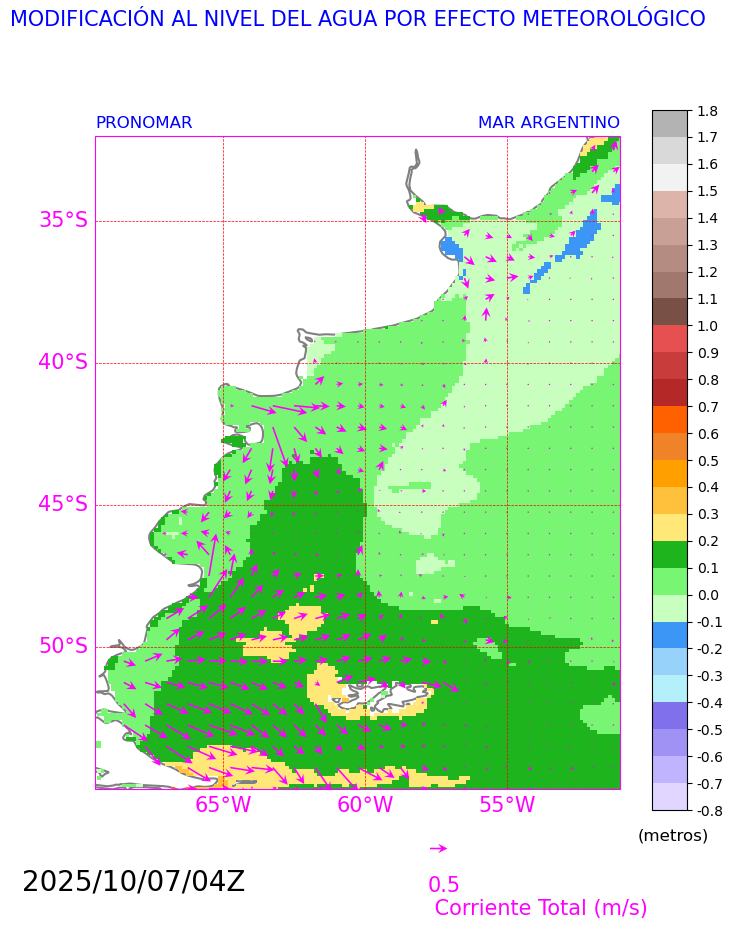 MODIFICACIÓN AL NIVEL DEL AGUA POR EFECTO METEOROLÓGICO
PRONOMAR
MAR ARGENTINO
35°S
40°S
45°S
50°S
65°W
60°W
55°W
1.8
1.7
1.6
1.5
1.4
1.3
1.2
1.1
1.0
0.9
0.8
0.7
0.6
0.5
0.4
0.3
0.2
0.1
0.0
-0.1
-0.2
-0.3
-0.4
-0.5
-0.6
-0.7
-0.8
(metros)
2025/10/07/04Z
0.5
Corriente Total (m/s)